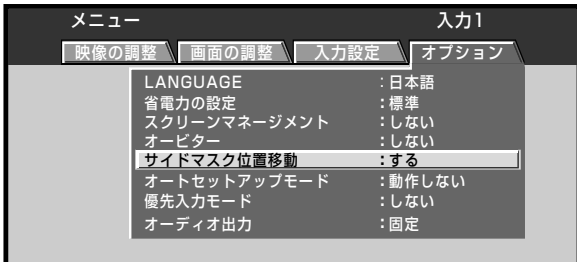 メニュー 入力1
映像の調整 画面の調整 入力設定 オプション
LANGUAGE :日本語
省電力の設定 :標準
スクリーンマネージメント :しない
オービター :しない
サイドマスク位置移動 :する
オートセットアップモード :動作しない
優先入力モード :しない
オーディオ出力 :固定